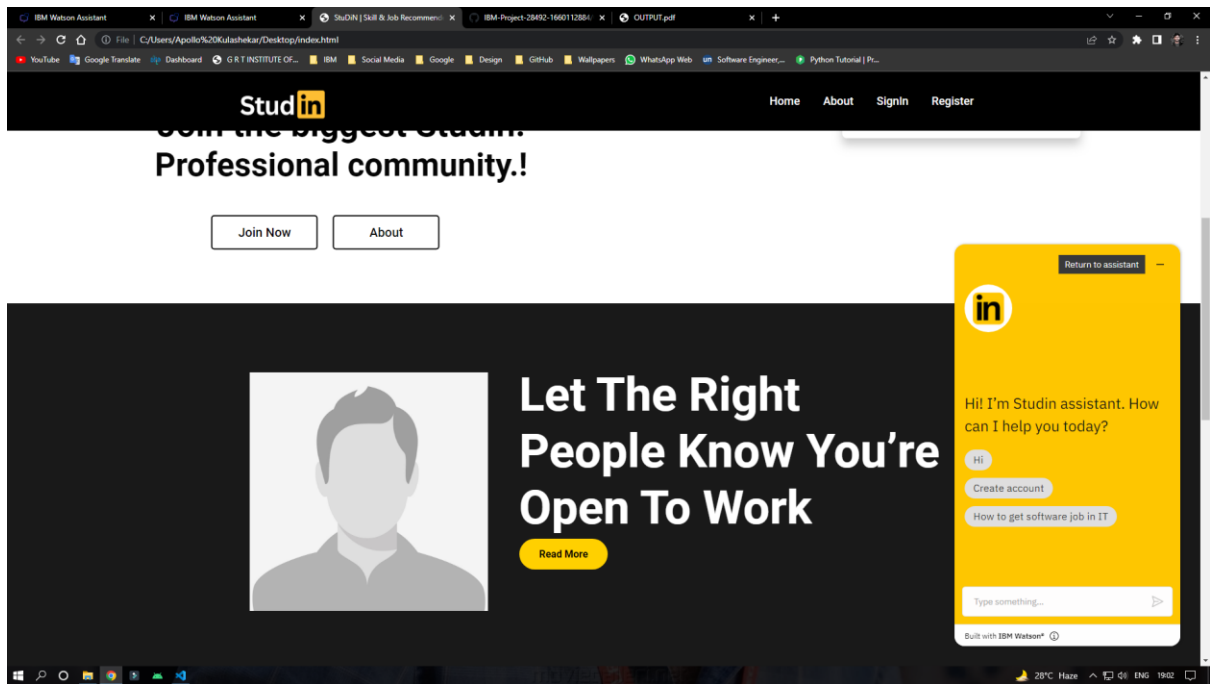 IBM Watson Assistant
IBM Watson Assistant
StuDiN | Skill & Job Recommend
IBM-Project-28492-1660112884/
OUTPUT.pdf
File | C:/Users/Apollo%20Kulashekar/Desktop/index.html
YouTube Google Translate Dashboard G R T INSTITUTE OF... IBM Social Media Google Design GitHub Wallpapers WhatsApp Web Software Engineer,... Python Tutorial | Pr...
Studin
Home About SignIn Register
Join the biggest Studin!
Professional community.!
Join Now About
Let The Right
People Know You’re
Open To Work
Read More
Return to assistant
in
Hi! I’m Studin assistant. How
can I help you today?
Hi
Create account
How to get software job in IT
Type something...
Built with IBM Watson®
28°C Haze ENG 1902